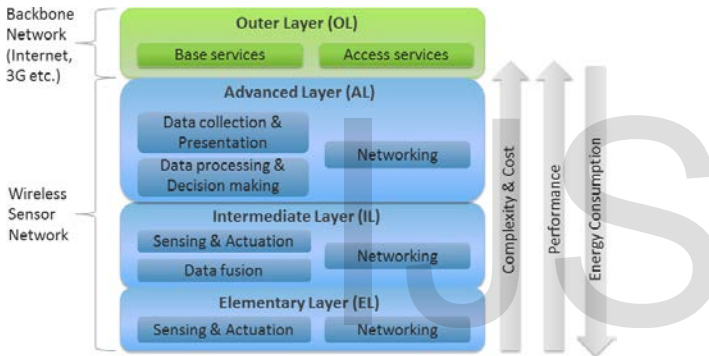 Backbone
Network
(Internet,
3G etc.)
Outer Layer (OL)
Base services
Access services
Wireless
Sensor
Network
Advanced Layer (AL)
Data collection &
Presentation
Data processing &
Decision making
Networking
Intermediate Layer (IL)
Sensing & Actuation
Data fusion
Networking
Elementary Layer (EL)
Sensing & Actuation
Networking
Complexity & Cost
Performance
Energy Consumption
IJS